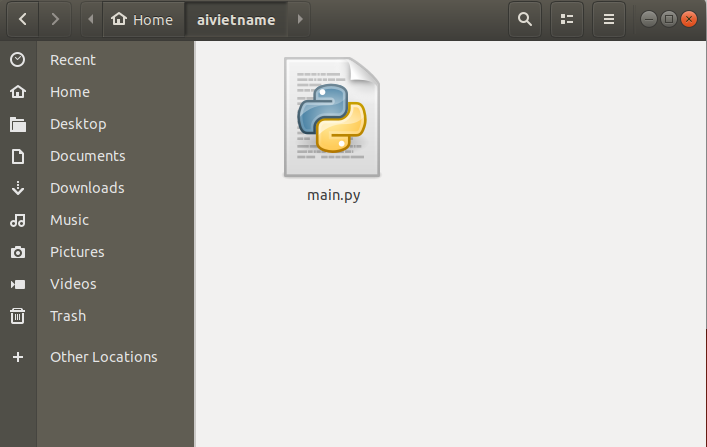 Home aivietname
Recent
Home
Desktop
Documents
Downloads
Music
Pictures
Videos
Trash
Other Locations
main.py